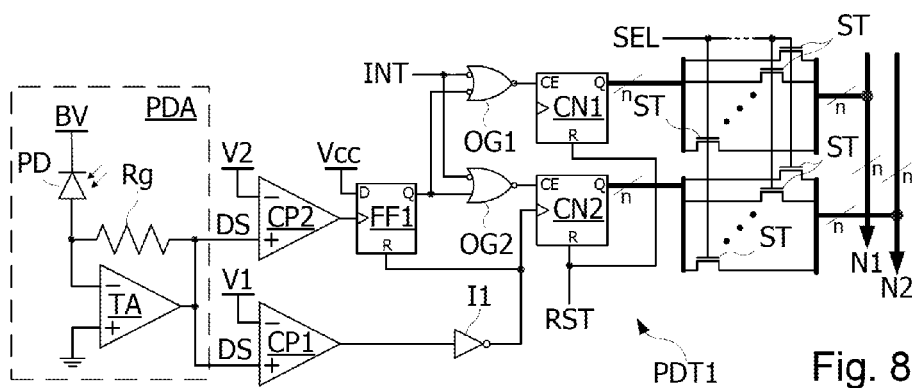 SEL
ST
INT
PDA
BV
CE
Q
n
CN1
R
ST
n
PD
V2
Vcc
OG1
ST
Rg
D
Q
CE
Q
n
n
n
DS
CP2
FF1
CN2
R
R
OG2
ST
n
TA
V1
I1
RST
N1
N2
DS
CP1
PDT1
Fig. 8